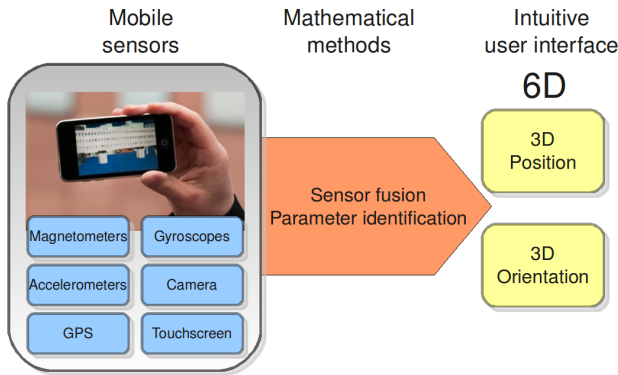 Mobile
sensors
Mathematical
methods
Intuitive
user interface
6D
Magnetometers
Gyroscopes
Accelerometers
Camera
GPS
Touchscreen
Sensor fusion
Parameter identification
3D
Position
3D
Orientation